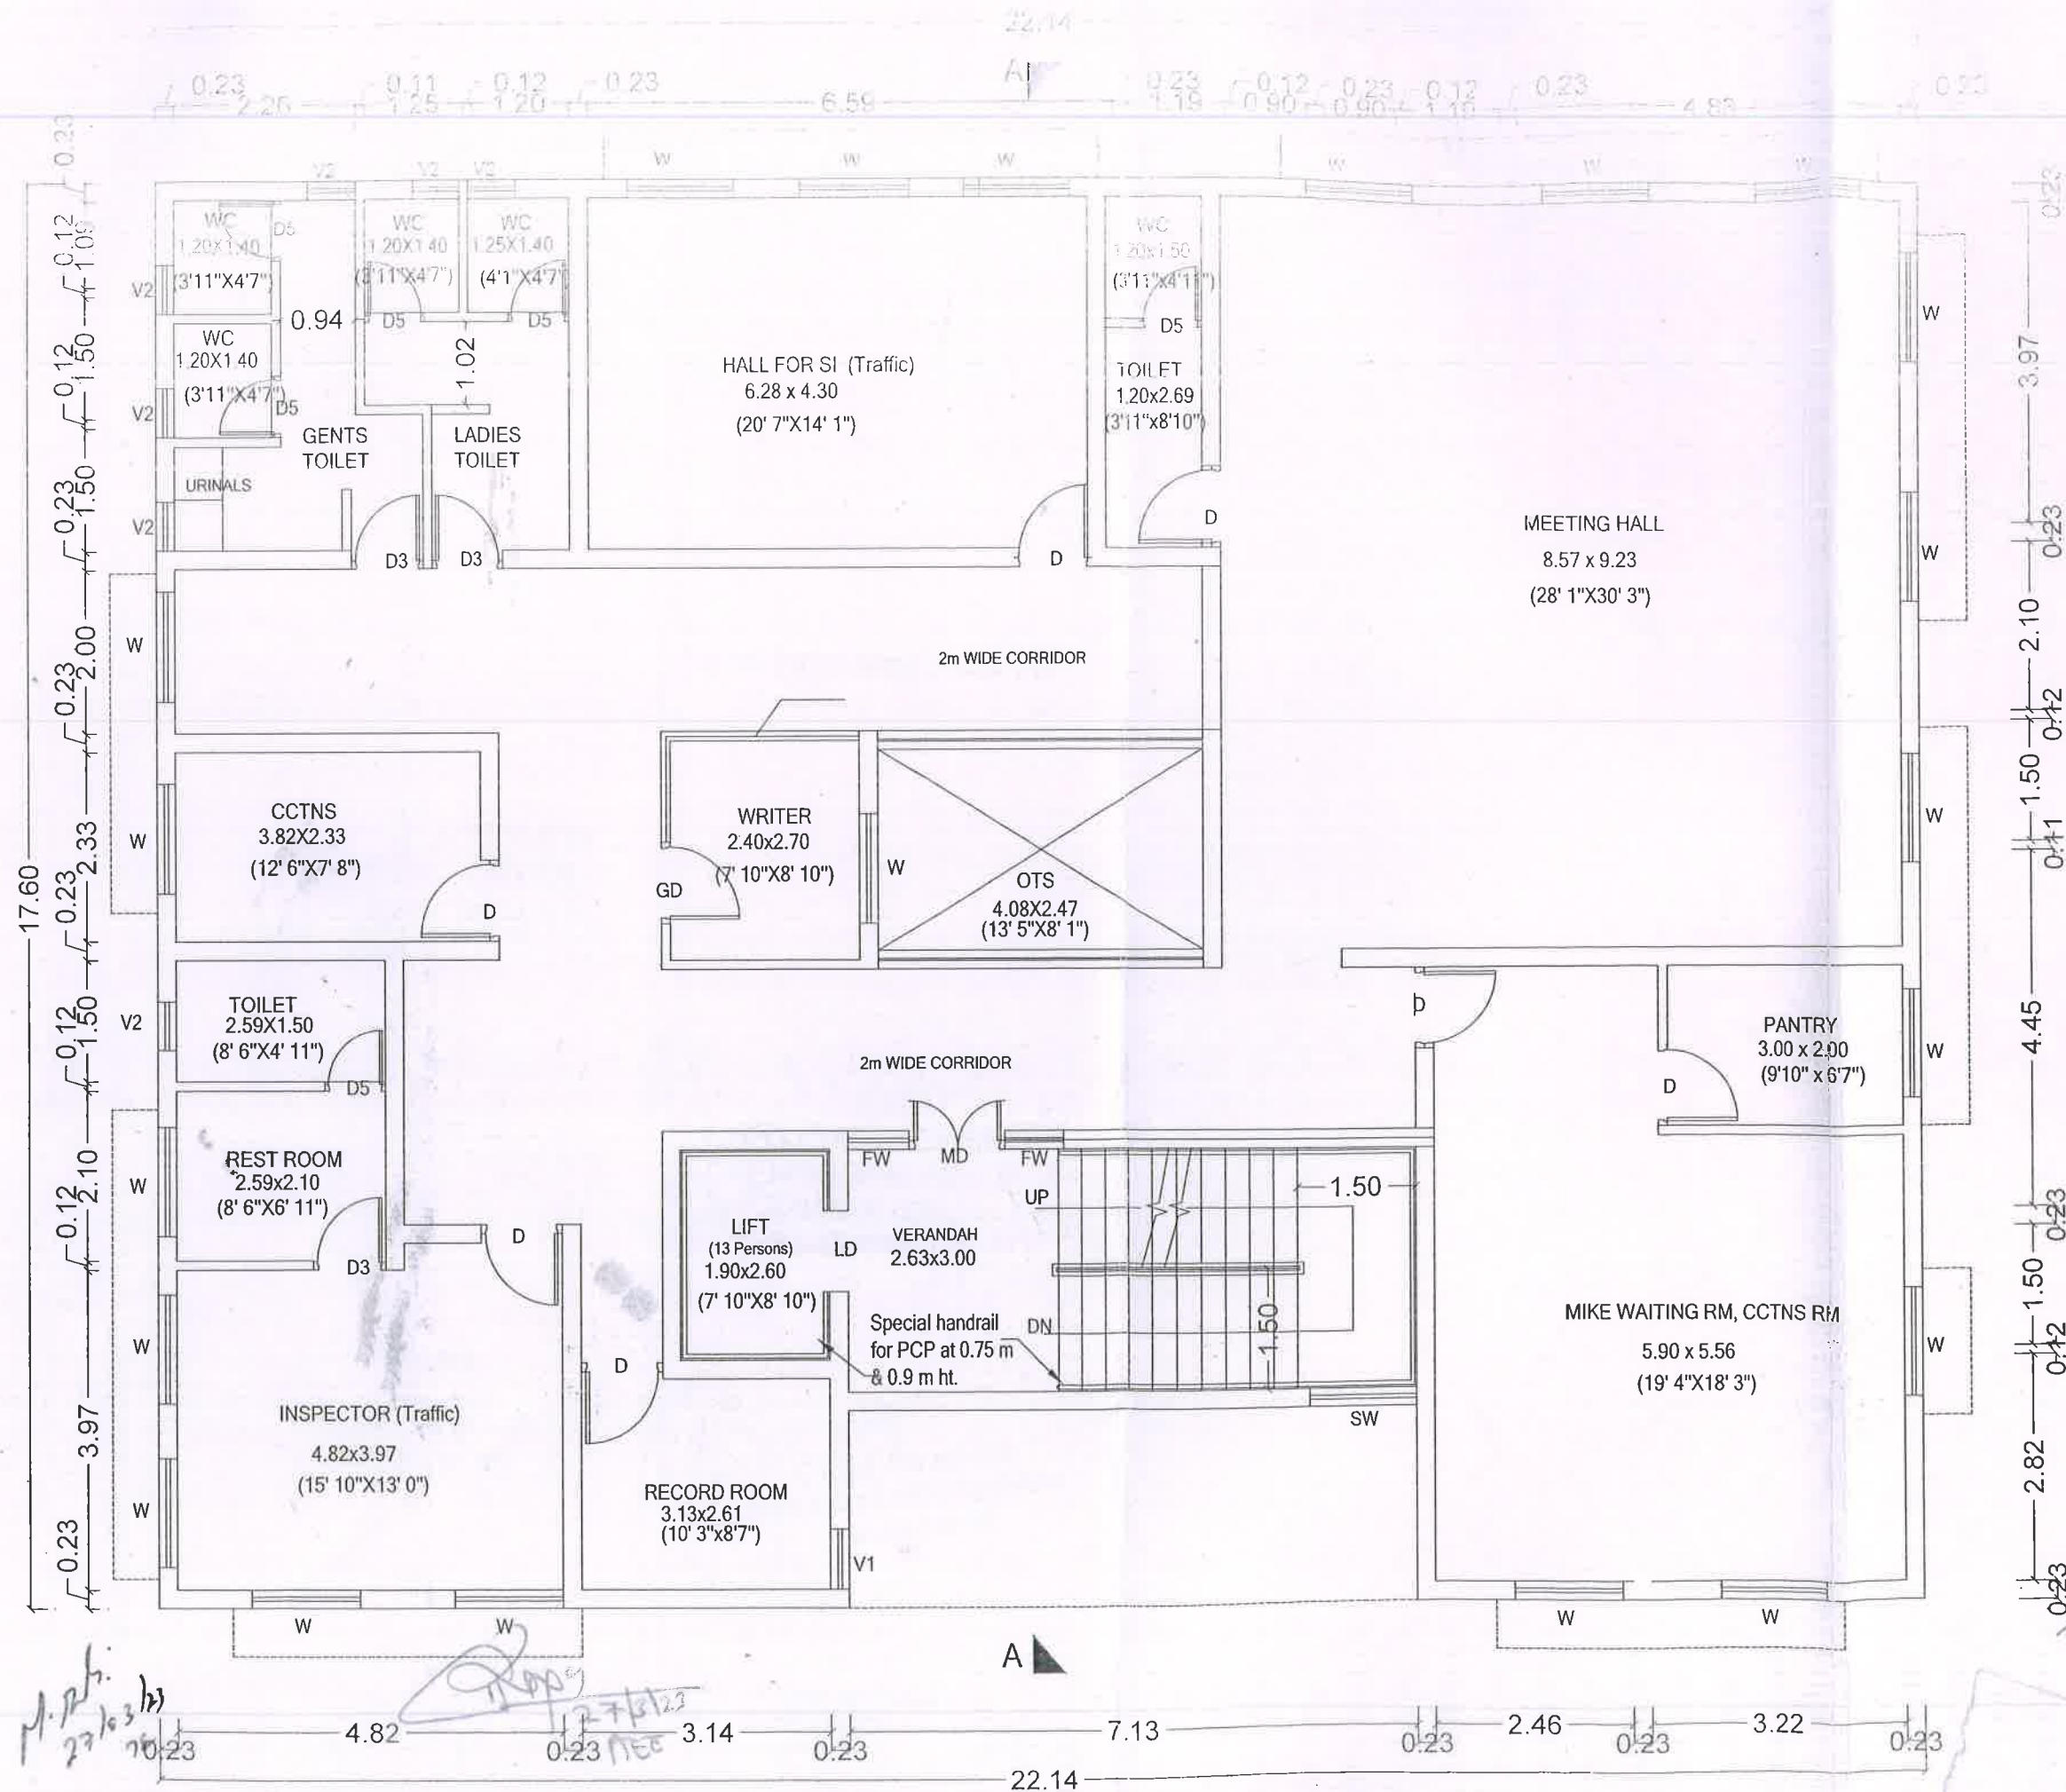 22.14
0.23 0.11 0.12 0.23 A 0.23 0.12 0.23 0.12 0.23 0.23
2.26 1.25 1.20 6.59 1.19 0.90 0.90 1.19 4.83
V2 V2 V2 W W W W W W
WC
1.20X1.40
(3'11"X4'7")
D5
WC
1.20X1.40
(3'11"X4'7")
D5
WC
1.25X1.40
(4'1"X4'7"
D5
WC
1.20x1.50
(3'11"x4'11")
D5
0.94
1.02
WC
1.20X1.40
(3'11"X4'7")
D5
GENTS
TOILET
LADIES
TOILET
URINALS
D3
D3
HALL FOR SI (Traffic)
6.28 x 4.30
(20' 7"X14' 1")
D
TOILET
1.20x2.69
(3'11"x8'10")
D
MEETING HALL
8.57 x 9.23
(28' 1"X30' 3")
2m WIDE CORRIDOR
CCTNS
3.82X2.33
(12' 6"X7' 8")
D
WRITER
2.40x2.70
(7' 10"X8' 10")
GD
W
OTS
4.08X2.47
(13' 5"X8' 1")
TOILET
2.59X1.50
(8' 6"X4' 11")
D5
2m WIDE CORRIDOR
D
PANTRY
3.00 x 2.00
(9'10" x 6'7")
D
REST ROOM
2.59x2.10
(8' 6"X6' 11")
D3
D
FW
MD
FW
UP
1.50
LIFT
(13 Persons)
1.90x2.60
(7' 10"X8' 10")
LD
VERANDAH
2.63x3.00
Special handrail
for PCP at 0.75 m
& 0.9 m ht.
DN
1.50
SW
MIKE WAITING RM, CCTNS RM
5.90 x 5.56
(19' 4"X18' 3")
INSPECTOR (Traffic)
4.82x3.97
(15' 10"X13' 0")
D
RECORD ROOM
3.13x2.61
(10' 3"x8'7")
V1
V2
V2
V2
W
W
V2
W
W
W
W
W
W
W
W
W W W W
17.60
0.23
0.12
1.09
0.12
1.50
0.12
1.50
0.23
2.00
0.23
2.33
0.23
1.50
0.12
2.10
0.12
3.97
0.23
0.23
3.97
0.23
2.10
0.12
1.50
0.11
4.45
0.23
1.50
0.12
2.82
0.23
A
27/03/23
27/3/23
AEE
4.82 3.14 7.13 2.46 3.22
0.23 0.23 0.23 0.23 0.23 0.23
22.14